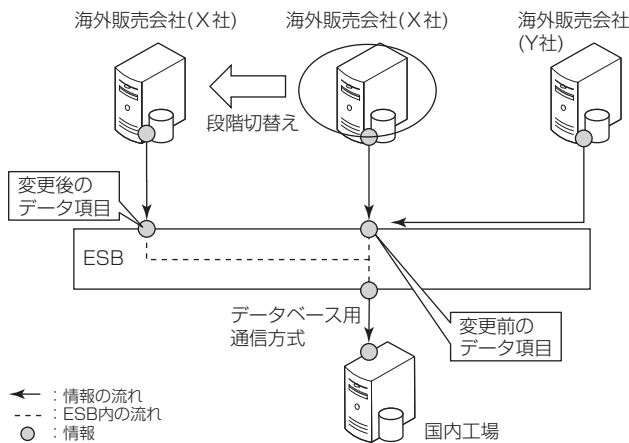 海外販売会社(X社)
海外販売会社(X社)
海外販売会社
(Y社)
段階切替え
変更後の
データ項目
ESB
データベース用
通信方式
変更前の
データ項目
：情報の流れ
：ESB内の流れ
：情報
国内工場